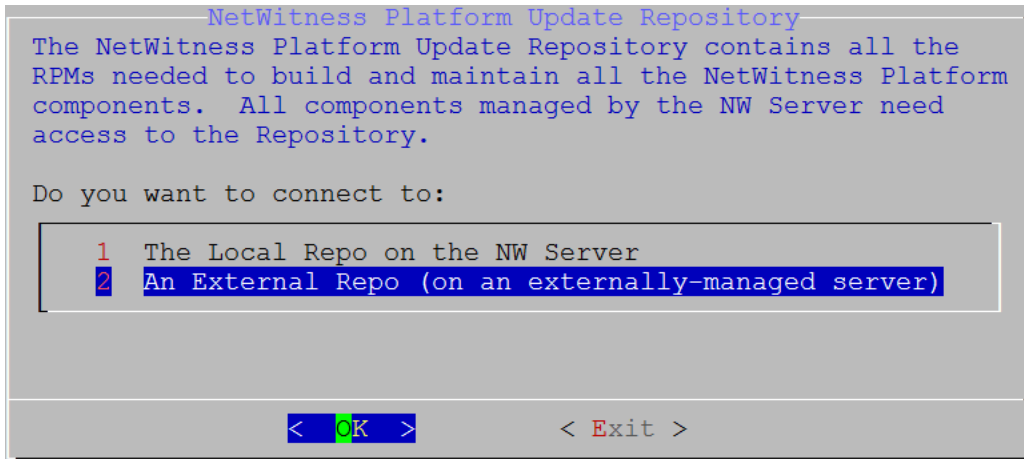 NetWitness Platform Update Repository
The NetWitness Platform Update Repository contains all the
RPMs needed to build and maintain all the NetWitness Platform
components.  All components managed by the NW Server need
access to the Repository.
Do you want to connect to:
1  The Local Repo on the NW Server
2  An External Repo (on an externally-managed server)
<  OK  >  < Exit >